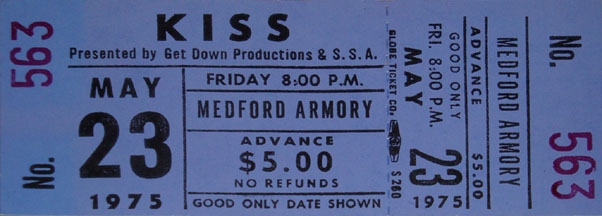 No. 563
KISS
Presented by Get Down Productions & S.S.A.
MAY
23
1975
FRIDAY 8:00 P.M.
MEDFORD ARMORY
ADVANCE
$5.00
NO REFUNDS
GOOD ONLY DATE SHOWN
GLOBE TICKET CO.
S 280
MAY 23 1975
FRI. 8:00 P.M.
GOOD ONLY
ADVANCE $5.00
MEDFORD ARMORY
No. 563